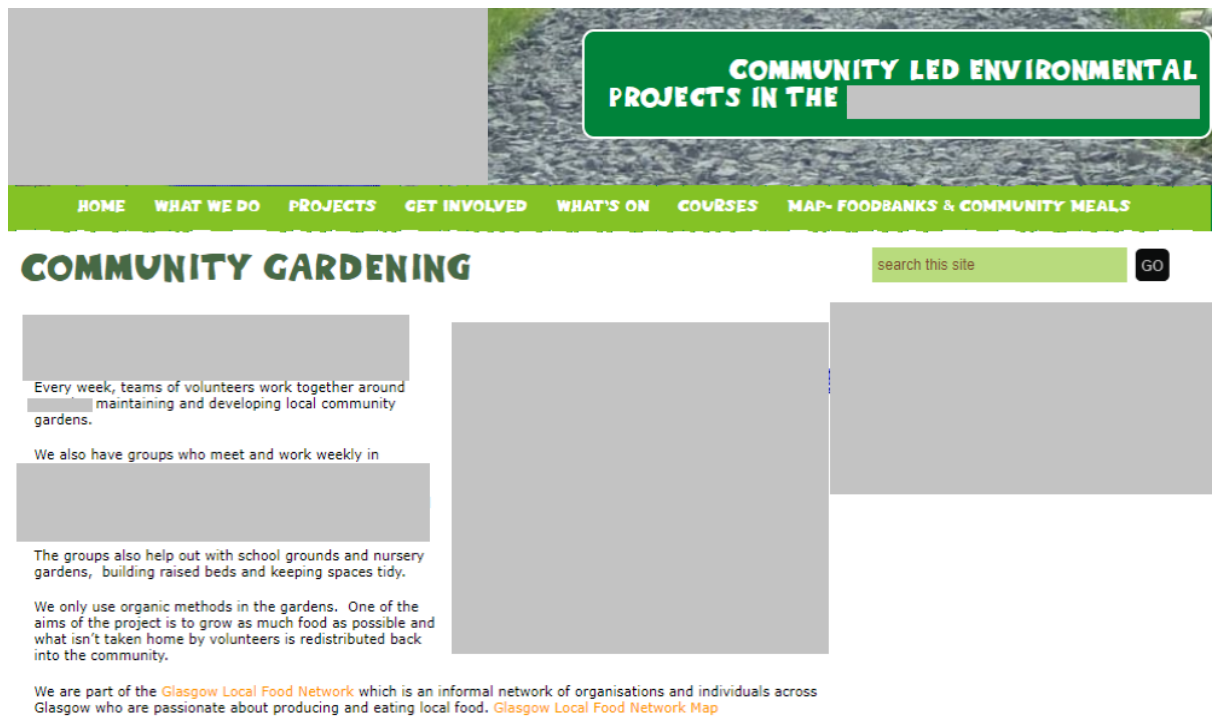 COMMUNITY LED ENVIRONMENTAL
PROJECTS IN THE
HOME WHAT WE DO PROJECTS GET INVOLVED WHAT'S ON COURSES MAP- FOODBANKS & COMMUNITY MEALS
COMMUNITY GARDENING
search this site GO
Every week, teams of volunteers work together around
maintaining and developing local community
gardens.
We also have groups who meet and work weekly in
The groups also help out with school grounds and nursery
gardens,  building raised beds and keeping spaces tidy.
We only use organic methods in the gardens.  One of the
aims of the project is to grow as much food as possible and
what isn't taken home by volunteers is redistributed back
into the community.
We are part of the Glasgow Local Food Network which is an informal network of organisations and individuals across
Glasgow who are passionate about producing and eating local food. Glasgow Local Food Network Map